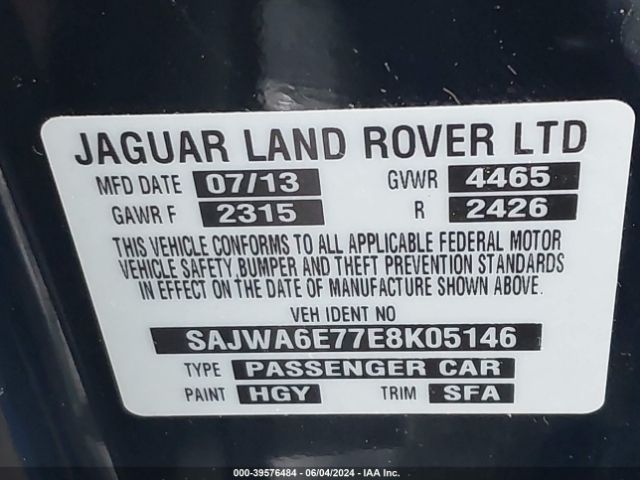 JAGUAR LAND ROVER LTD
MFD DATE 07/13 GVWR 4465
GAWR F 2315 R 2426
THIS VEHICLE CONFORMS TO ALL APPLICABLE FEDERAL MOTOR
VEHICLE SAFETY, BUMPER AND THEFT PREVENTION STANDARDS
IN EFFECT ON THE DATE OF MANUFACTURE SHOWN ABOVE.
VEH IDENT NO
SAJWA6E77E8K05146
TYPE PASSENGER CAR
PAINT HGY TRIM SFA
000-39576484 - 06/04/2024 - IAA Inc.